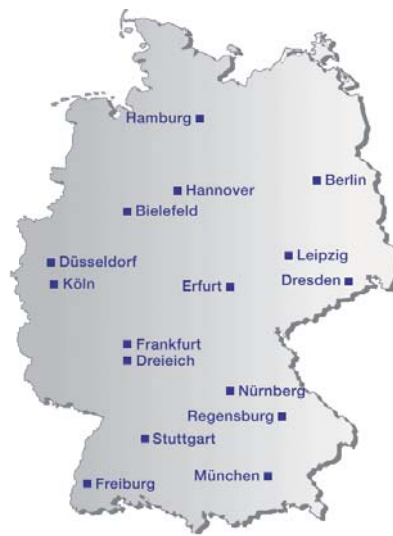 Hamburg
Berlin
Hannover
Bielefeld
Leipzig
Düsseldorf
Dresden
Köln
Erfurt
Frankfurt
Dreieich
Nürnberg
Regensburg
Stuttgart
München
Freiburg